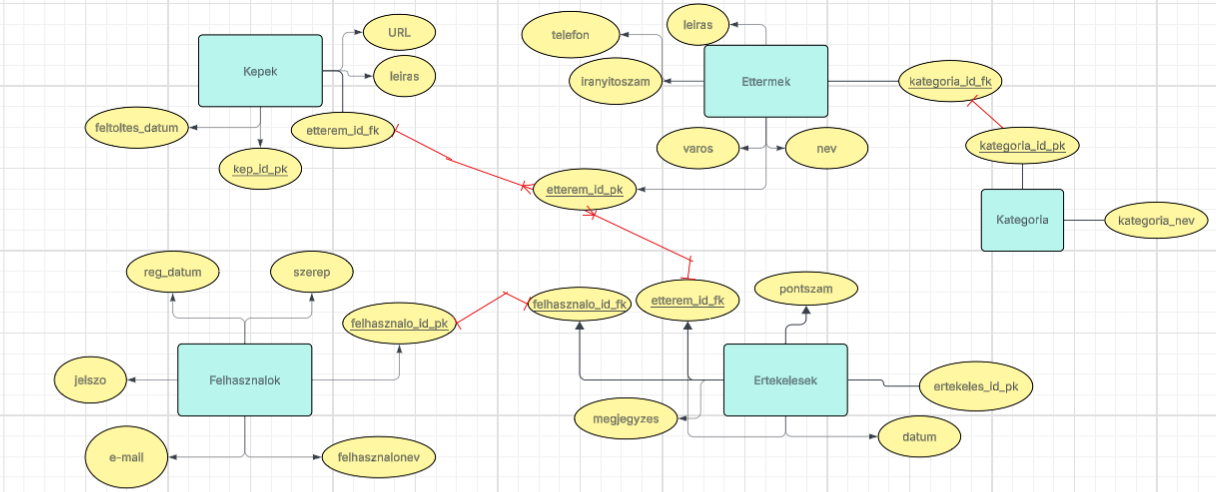 URL
leiras
telefon
leiras
Kepek
iranyitoszam
Ettermek
kategoria_id_fk
feltoltes_datum
etterem_id_fk
varos
nev
kategoria_id_pk
kep_id_pk
etterem_id_pk
Kategoria
kategoria_nev
reg_datum
szerep
felhasznalo_id_pk
felhasznalo_id_fk
etterem_id_fk
pontszam
jelszo
Felhasznalok
Ertekelesek
ertekeles_id_pk
megjegyzes
datum
e-mail
felhasznalonev